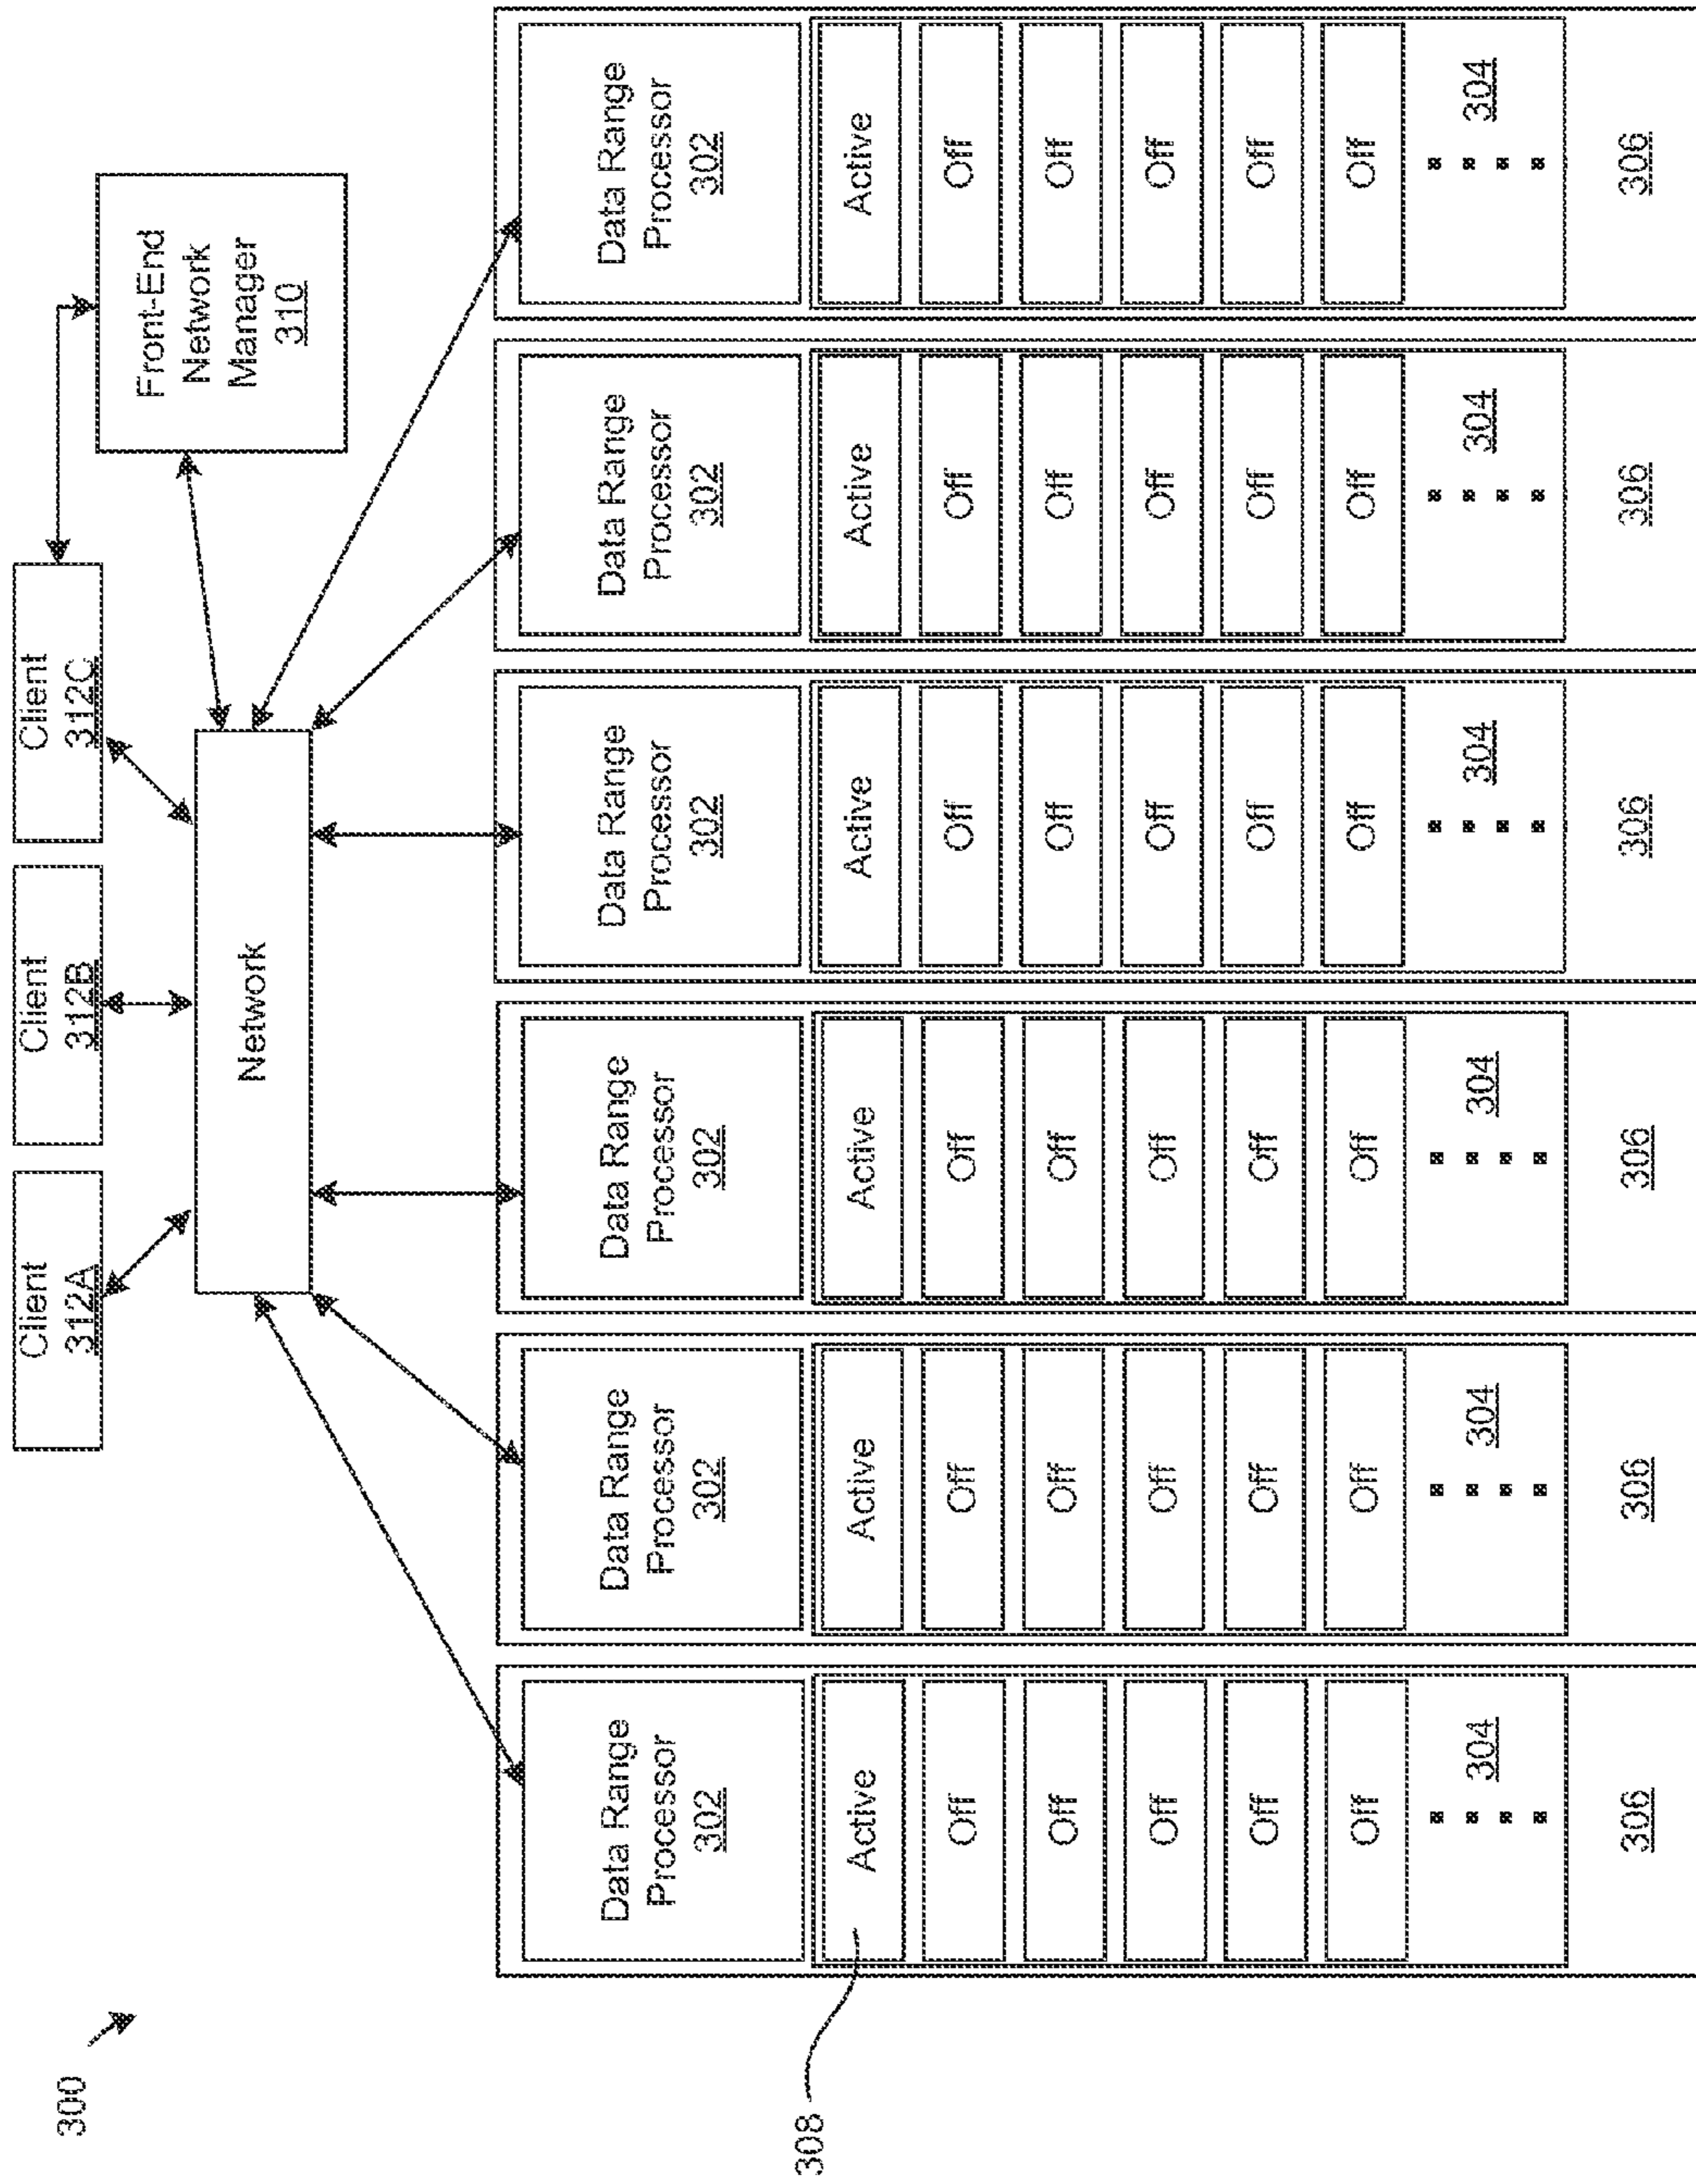 300
Client
312A
Client
312B
Client
312C
Network
Front-End
Network
Manager
310
Data Range
Processor
302
Active
Off
Off
Off
Off
Off
304
306
Data Range
Processor
302
Active
Off
Off
Off
Off
Off
304
306
Data Range
Processor
302
Active
Off
Off
Off
Off
Off
304
306
Data Range
Processor
302
Active
Off
Off
Off
Off
Off
304
306
Data Range
Processor
302
Active
Off
Off
Off
Off
Off
304
306
Data Range
Processor
302
Active
Off
Off
Off
Off
Off
304
306
308